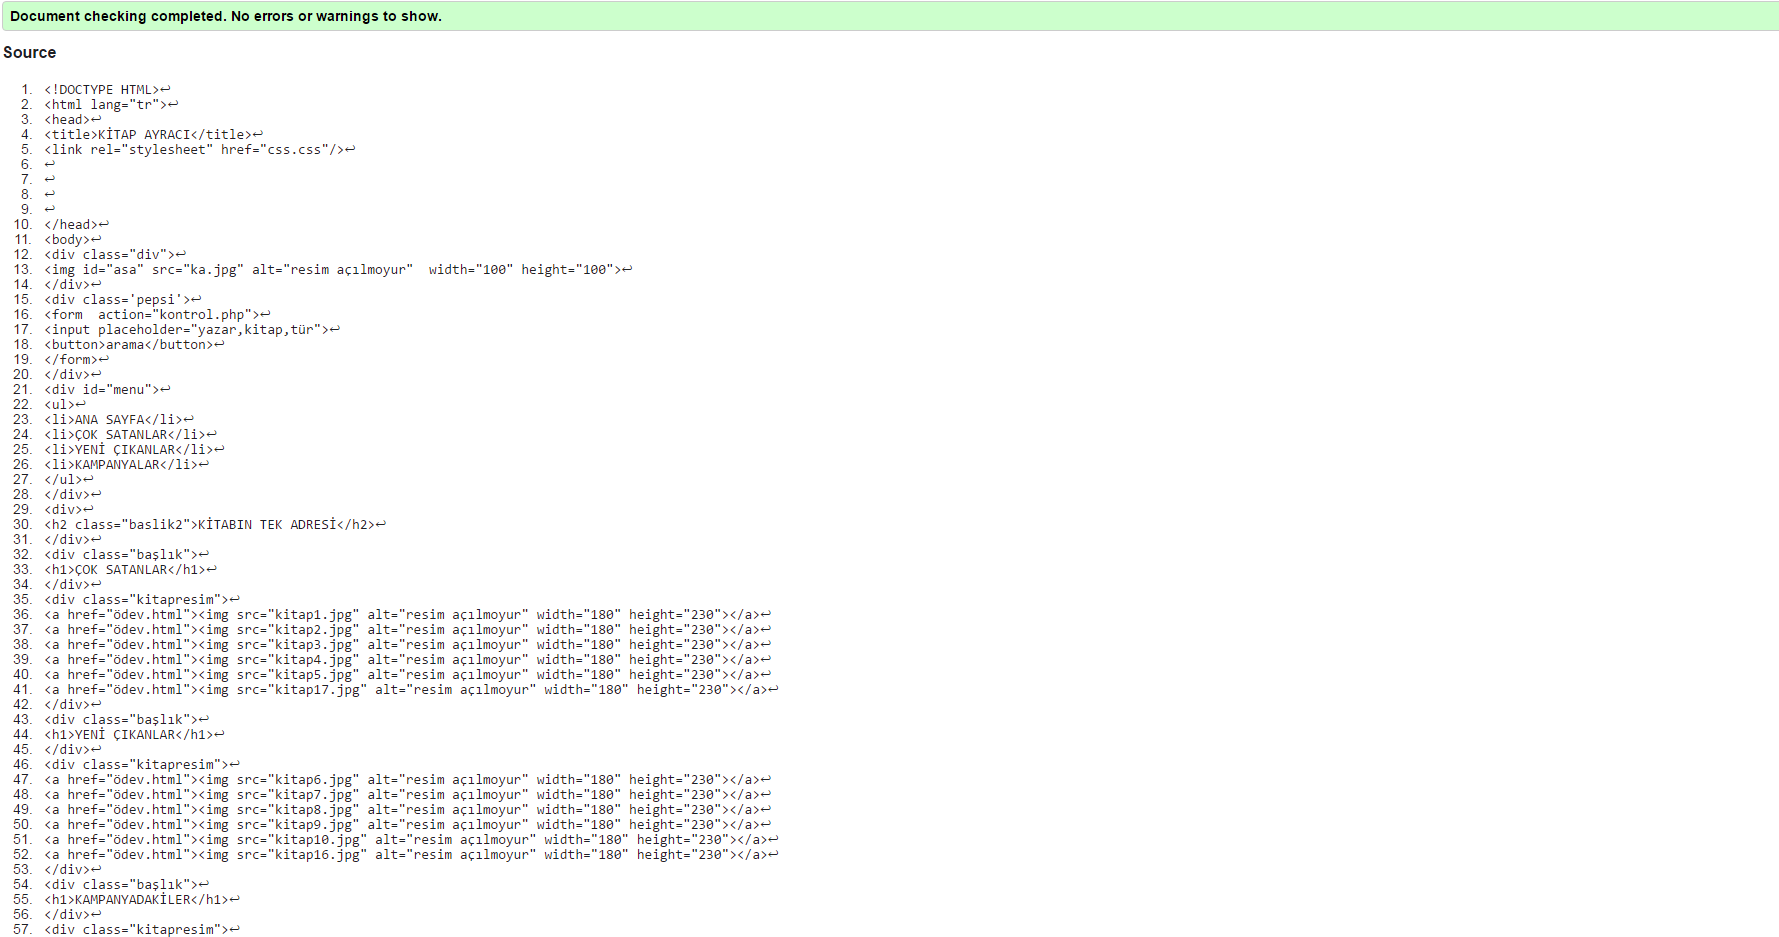 Document checking completed. No errors or warnings to show.
Source
1. <!DOCTYPE HTML>↩
2. <html lang="tr">↩
3. <head>↩
4. <title>KİTAP AYRACI</title>↩
5. <link rel="stylesheet" href="css.css"/>↩
6. ↩
7. ↩
8. ↩
9. ↩
10. </head>↩
11. <body>↩
12. <div class="div">↩
13. <img id="asa" src="ka.jpg" alt="resim açılmoyur"  width="100" height="100">↩
14. </div>↩
15. <div class='pepsi'>↩
16. <form  action="kontrol.php">↩
17. <input placeholder="yazar,kitap,tür">↩
18. <button>arama</button>↩
19. </form>↩
20. </div>↩
21. <div id="menu">↩
22. <ul>↩
23. <li>ANA SAYFA</li>↩
24. <li>ÇOK SATANLAR</li>↩
25. <li>YENİ ÇIKANLAR</li>↩
26. <li>KAMPANYALAR</li>↩
27. </ul>↩
28. </div>↩
29. <div>↩
30. <h2 class="baslik2">KİTABIN TEK ADRESİ</h2>↩
31. </div>↩
32. <div class="başlık">↩
33. <h1>ÇOK SATANLAR</h1>↩
34. </div>↩
35. <div class="kitapresim">↩
36. <a href="ödev.html"><img src="kitap1.jpg" alt="resim açılmoyur" width="180" height="230"></a>↩
37. <a href="ödev.html"><img src="kitap2.jpg" alt="resim açılmoyur" width="180" height="230"></a>↩
38. <a href="ödev.html"><img src="kitap3.jpg" alt="resim açılmoyur" width="180" height="230"></a>↩
39. <a href="ödev.html"><img src="kitap4.jpg" alt="resim açılmoyur" width="180" height="230"></a>↩
40. <a href="ödev.html"><img src="kitap5.jpg" alt="resim açılmoyur" width="180" height="230"></a>↩
41. <a href="ödev.html"><img src="kitap17.jpg" alt="resim açılmoyur" width="180" height="230"></a>↩
42. </div>↩
43. <div class="başlık">↩
44. <h1>YENİ ÇIKANLAR</h1>↩
45. </div>↩
46. <div class="kitapresim">↩
47. <a href="ödev.html"><img src="kitap6.jpg" alt="resim açılmoyur" width="180" height="230"></a>↩
48. <a href="ödev.html"><img src="kitap7.jpg" alt="resim açılmoyur" width="180" height="230"></a>↩
49. <a href="ödev.html"><img src="kitap8.jpg" alt="resim açılmoyur" width="180" height="230"></a>↩
50. <a href="ödev.html"><img src="kitap9.jpg" alt="resim açılmoyur" width="180" height="230"></a>↩
51. <a href="ödev.html"><img src="kitap10.jpg" alt="resim açılmoyur" width="180" height="230"></a>↩
52. <a href="ödev.html"><img src="kitap16.jpg" alt="resim açılmoyur" width="180" height="230"></a>↩
53. </div>↩
54. <div class="başlık">↩
55. <h1>KAMPANYADAKİLER</h1>↩
56. </div>↩
57. <div class="kitapresim">↩